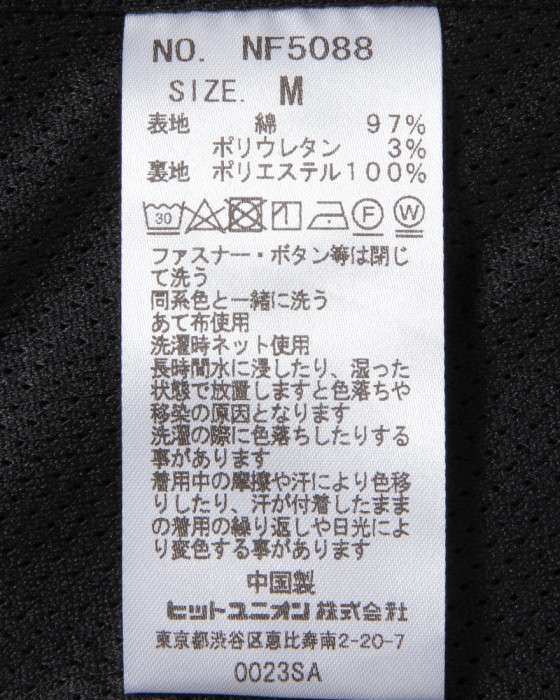 NO. NF5088
SIZE. M
表地 綿 97%
ポリウレタン 3%
裏地 ポリエステル100%
30 F W
ファスナー・ボタン等は閉じ
て洗う
同系色と一緒に洗う
あて布使用
洗濯時ネット使用
長時間水に浸したり、湿った
状態で放置しますと色落ちや
移染の原因となります
洗濯の際に色落ちしたりする
事があります
着用中の摩擦や汗により色移
りしたり、汗が付着したまま
の着用の繰り返しや日光によ
り変色する事があります
中国製
ヒットユニオン株式会社
東京都渋谷区恵比寿南2-20-7
0023SA